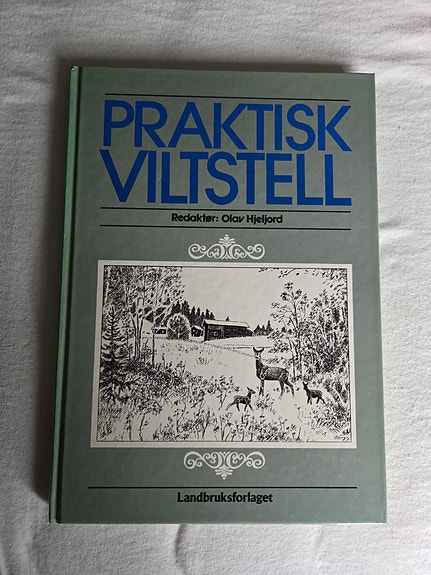 PRAKTISK
VILTSTELL
Redaktør: Olav Hjeljord
Landbruksforlaget